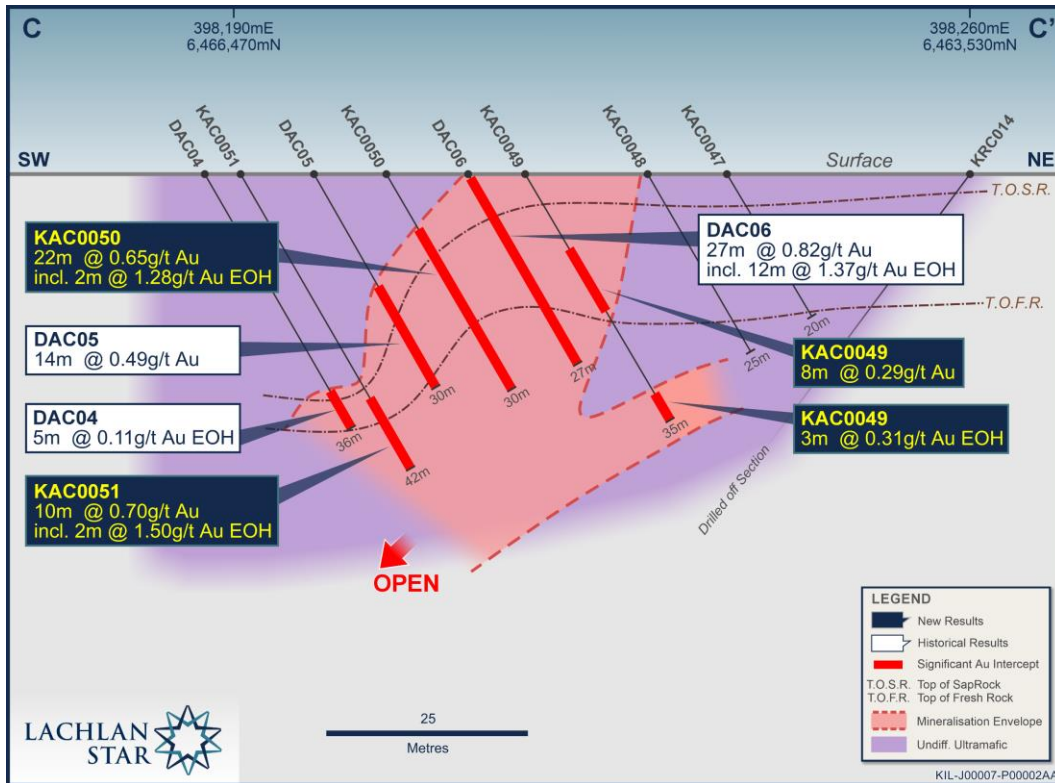 C
398,190mE
6,466,470mN
398,260mE
6,463,530mN
C'
DAC04
KAC0051
DAC05
KAC0050
DAC06
KAC0049
KAC0048
KAC0047
KRC014
SW
Surface
NE
T.O.S.R.
T.O.F.R.
KAC0050
22m @ 0.65g/t Au
incl. 2m @ 1.28g/t Au EOH
DAC06
27m @ 0.82g/t Au
incl. 12m @ 1.37g/t Au EOH
DAC05
14m @ 0.49g/t Au
KAC0049
8m @ 0.29g/t Au
DAC04
5m @ 0.11g/t Au EOH
KAC0049
3m @ 0.31g/t Au EOH
KAC0051
10m @ 0.70g/t Au
incl. 2m @ 1.50g/t Au EOH
36m
42m
30m
30m
27m
35m
25m
20m
Drilled off Section
OPEN
LEGEND
New Results
Historical Results
Significant Au Intercept
T.O.S.R. Top of SapRock
T.O.F.R. Top of Fresh Rock
Mineralisation Envelope
Undiff. Ultramafic
LACHLAN
STAR
25
Metres
KIL-J00007-P00002AA